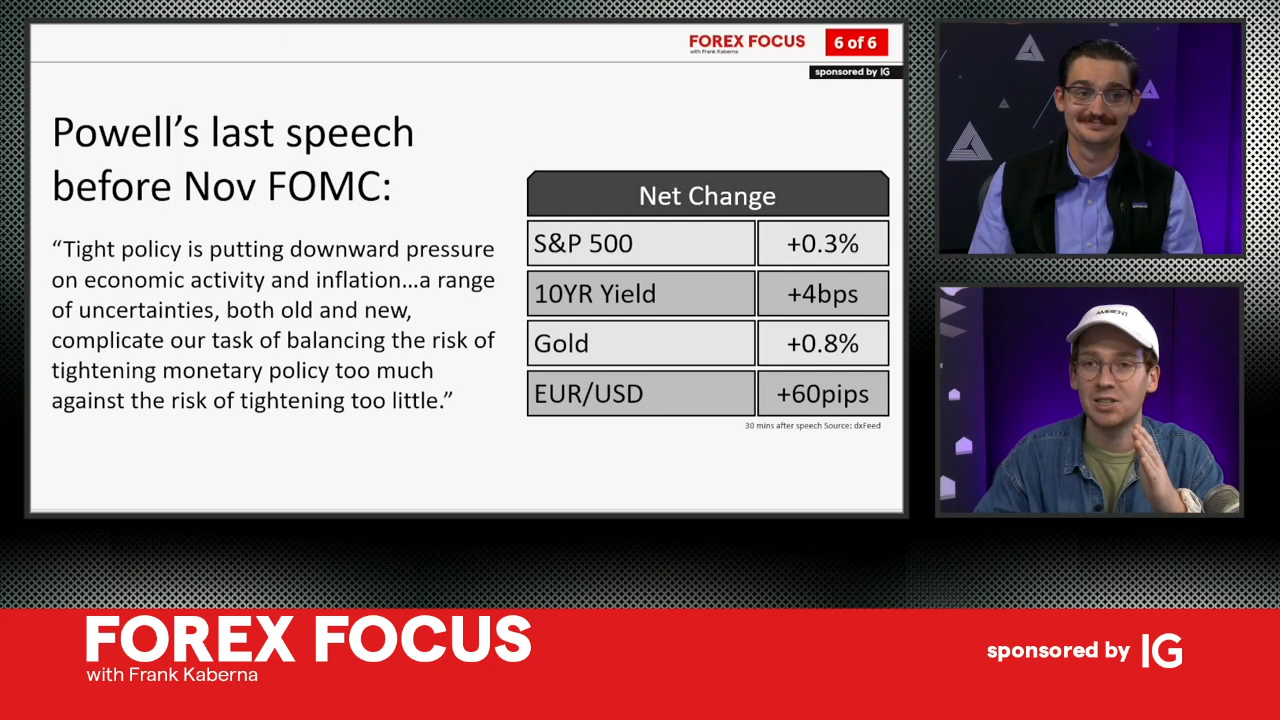 FOREX FOCUS
with Frank Kaberna
6 of 6
sponsored by IG
Powell's last speech
before Nov FOMC:
“Tight policy is putting downward pressure
on economic activity and inflation...a range
of uncertainties, both old and new,
complicate our task of balancing the risk of
tightening monetary policy too much
against the risk of tightening too little.”
Net Change
S&P 500 +0.3%
10YR Yield +4bps
Gold +0.8%
EUR/USD +60pips
30 mins after speech Source: dxFeed
FOREX FOCUS
with Frank Kaberna
sponsored by IG